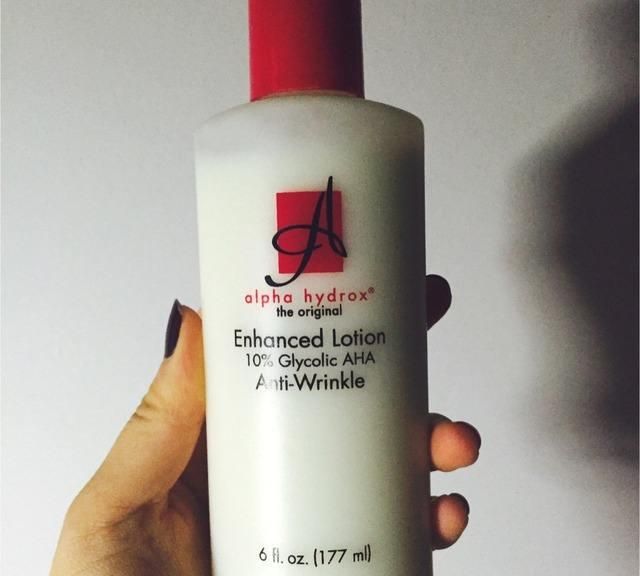 A
alpha hydrox®
the original
Enhanced Lotion
10% Glycolic AHA
Anti-Wrinkle
6 fl. oz. (177 ml)